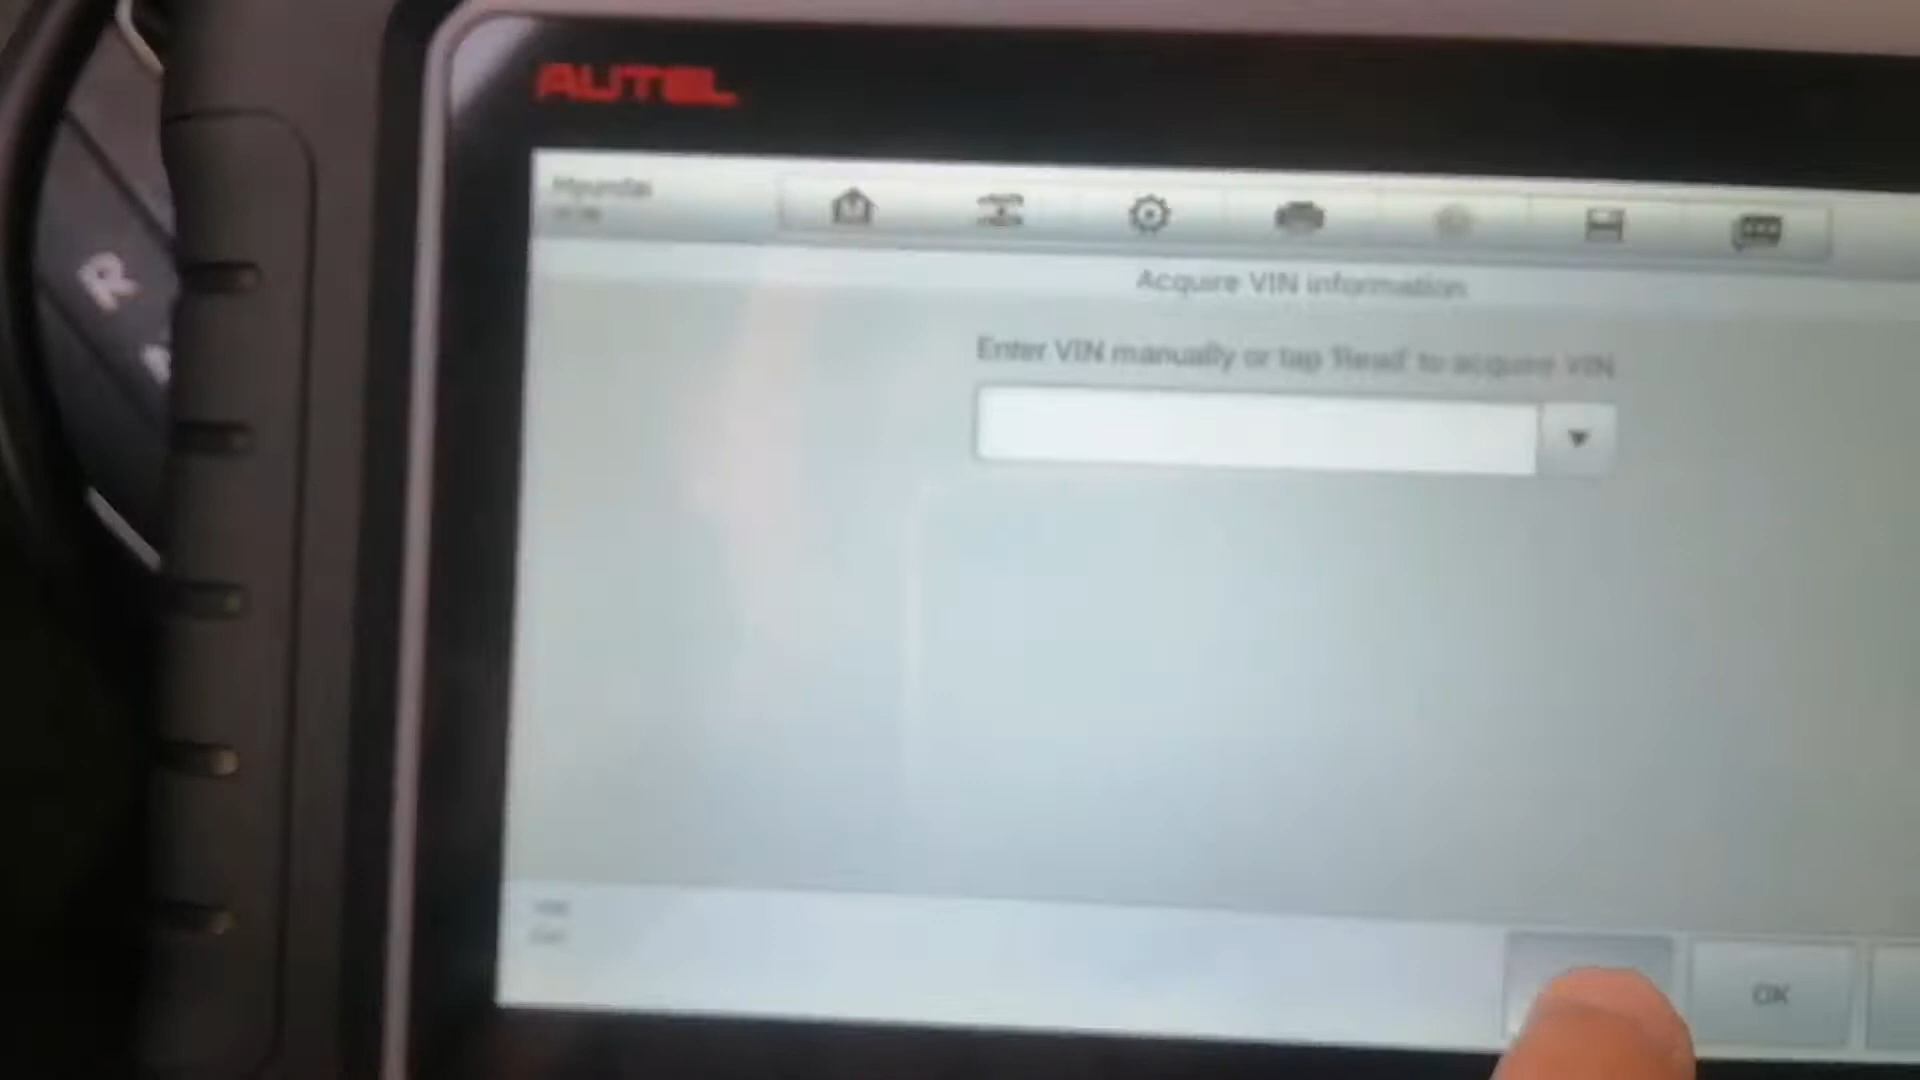 AUTEL
Hyundai
Acquire VIN information
Enter VIN manually or tap 'Read' to acquire VIN
R
OK